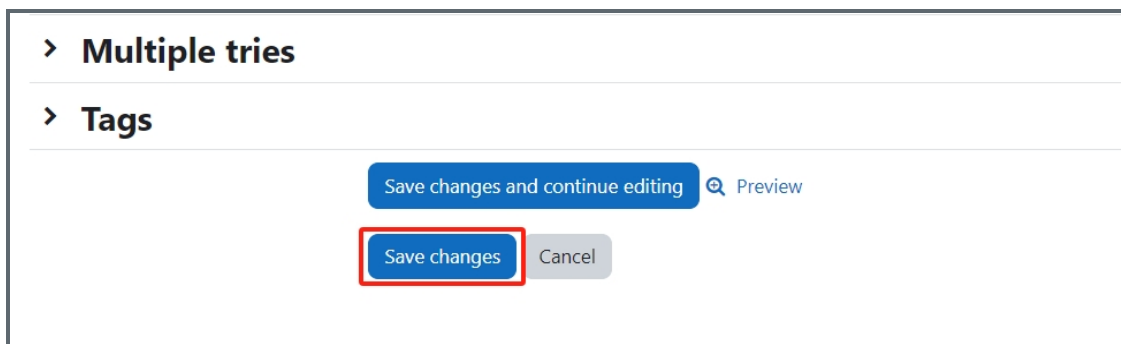 Multiple tries
Tags
Save changes and continue editing Preview
Save changes Cancel